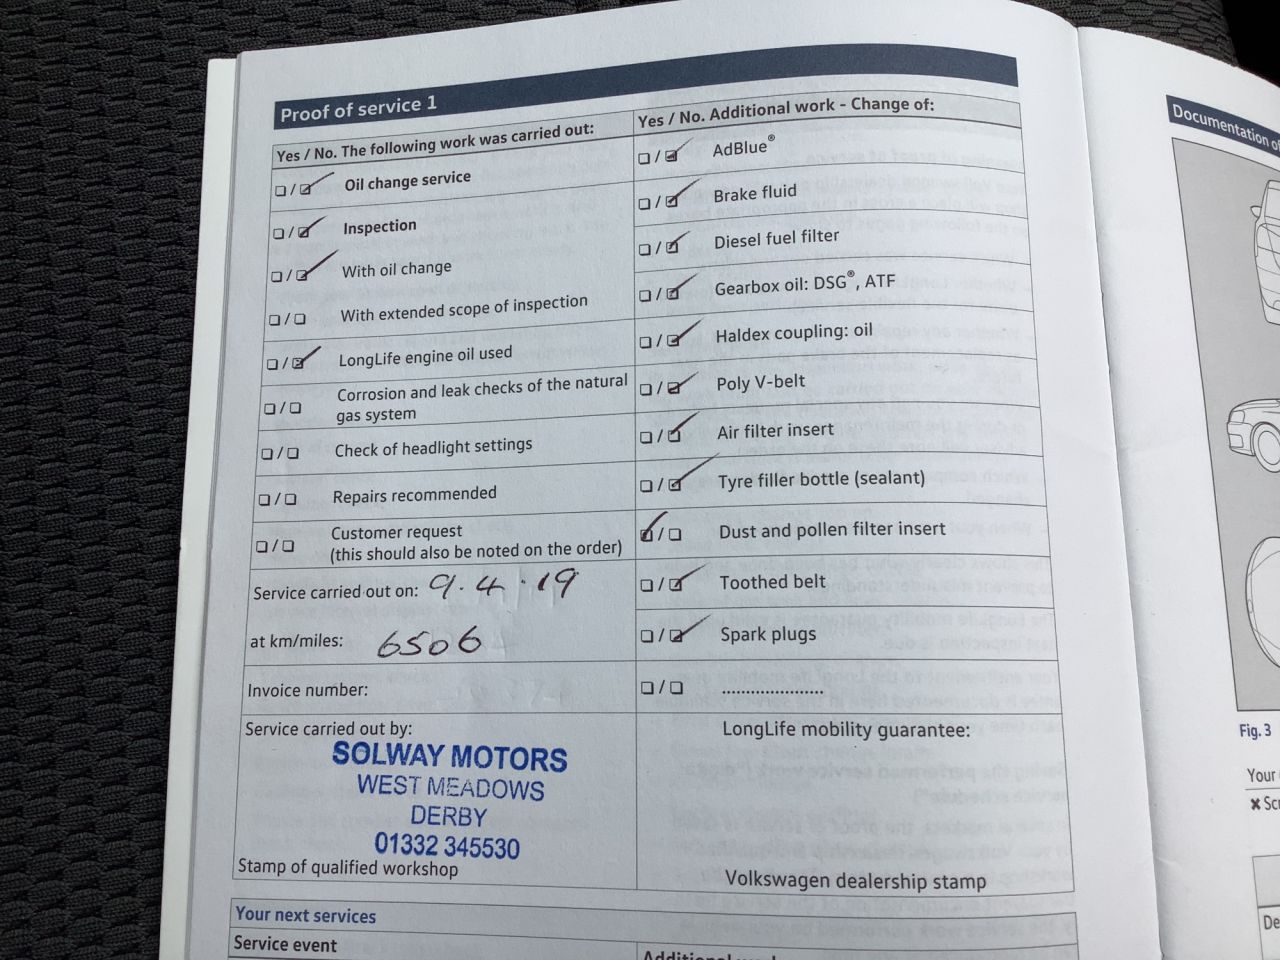 Proof of service 1
Yes / No. The following work was carried out:
❏ / ☑ Oil change service
❏ / ☑ Inspection
❏ / ☑ With oil change
❏ / ❏ With extended scope of inspection
❏ / ☑ LongLife engine oil used
❏ / ❏ Corrosion and leak checks of the natural
gas system
❏ / ❏ Check of headlight settings
❏ / ❏ Repairs recommended
❏ / ❏ Customer request
(this should also be noted on the order)
Service carried out on: 9.4.19
at km/miles: 6506
Invoice number:
Service carried out by:
SOLWAY MOTORS
WEST MEADOWS
DERBY
01332 345530
Stamp of qualified workshop
Yes / No. Additional work - Change of:
❏ / ☑ AdBlue®
❏ / ☑ Brake fluid
❏ / ☑ Diesel fuel filter
❏ / ☑ Gearbox oil: DSG®, ATF
❏ / ☑ Haldex coupling: oil
❏ / ☑ Poly V-belt
❏ / ☑ Air filter insert
❏ / ☑ Tyre filler bottle (sealant)
☑ / ❏ Dust and pollen filter insert
❏ / ☑ Toothed belt
❏ / ☑ Spark plugs
❏ / ❏ .....................
LongLife mobility guarantee:
Volkswagen dealership stamp
Your next services
Service event
Additional
Documentation of
Fig. 3
Your